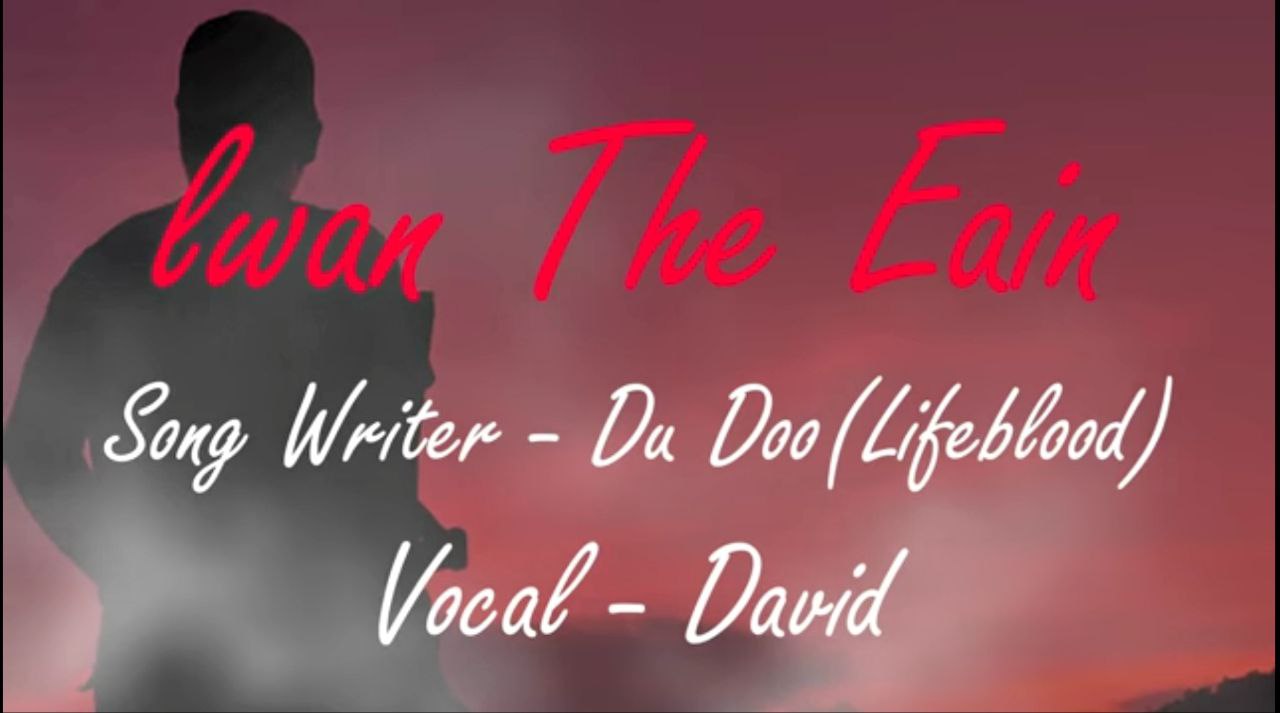 lwan The Eain
Song Writer - Du Doo(Lifeblood)
Vocal - David